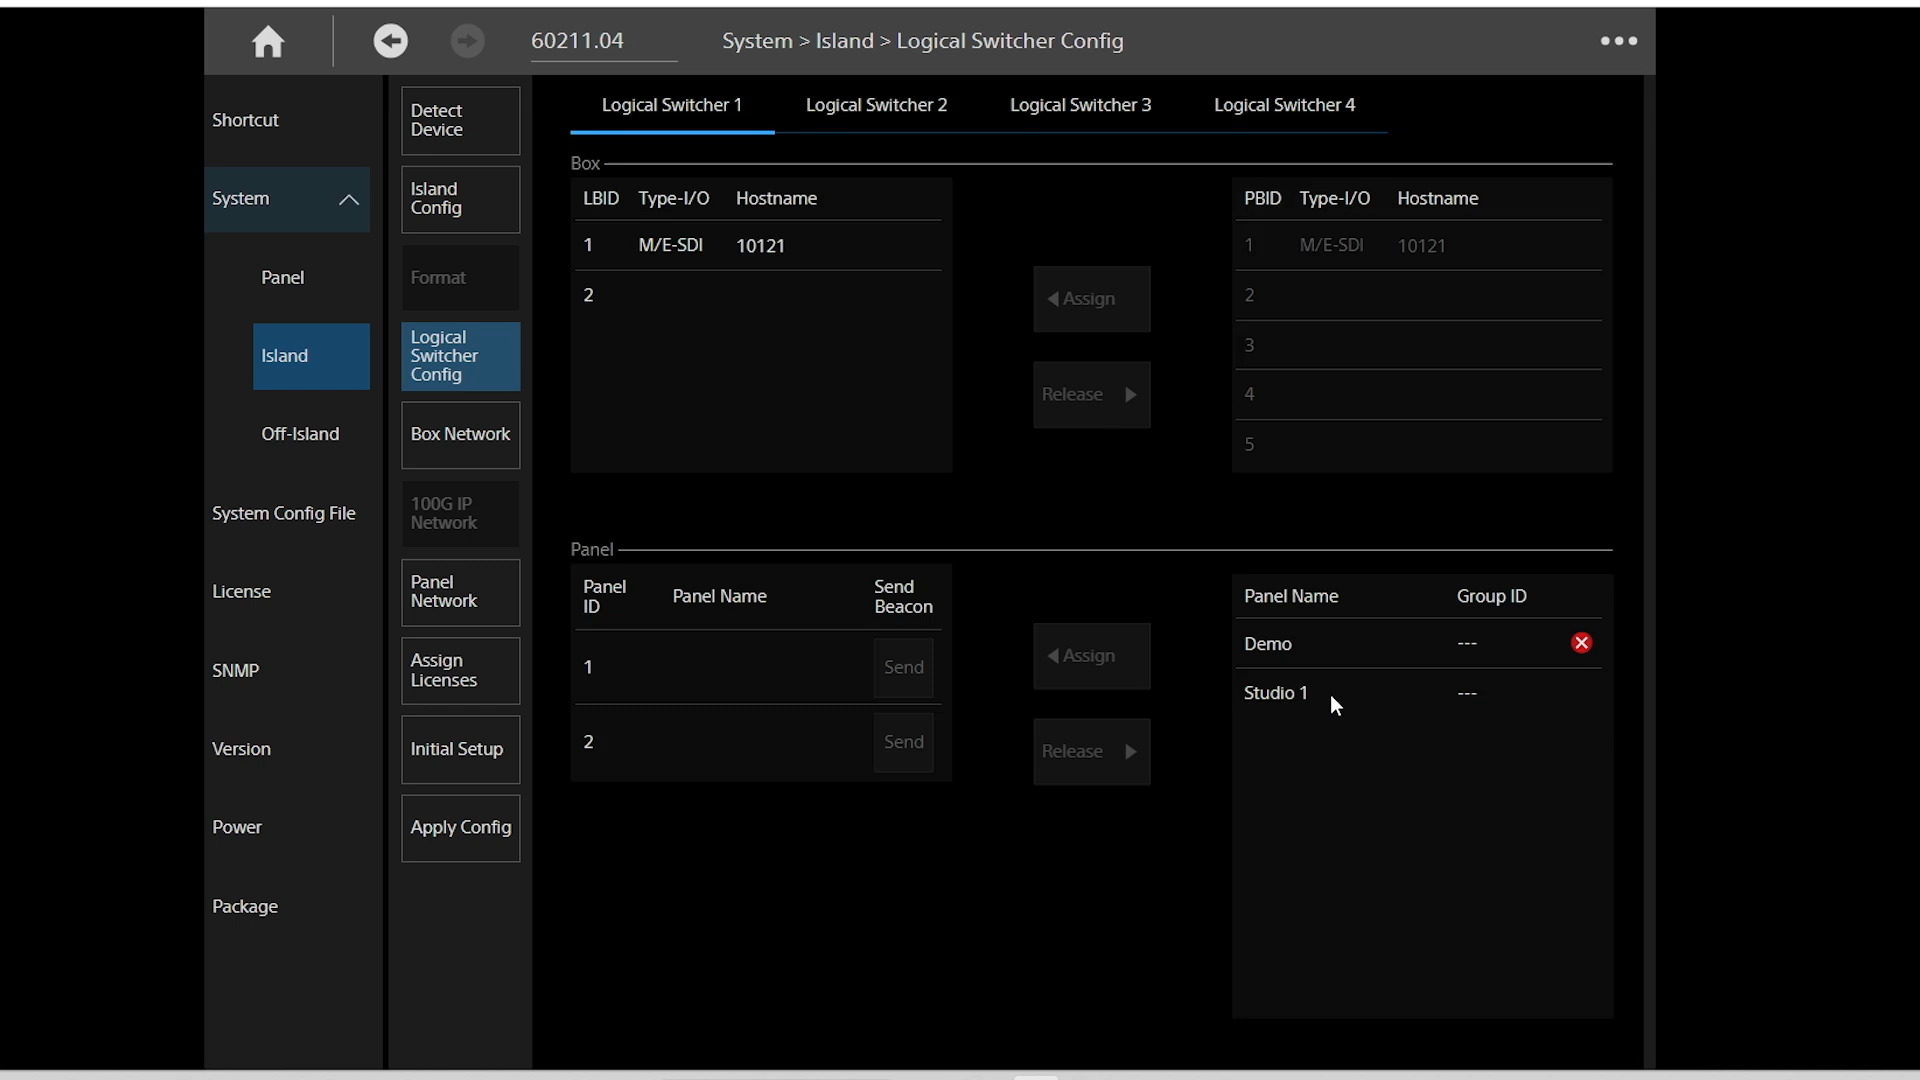 60211.04
System > Island > Logical Switcher Config
Shortcut
System
Panel
Island
Off-Island
System Config File
License
SNMP
Version
Power
Package
Detect
Device
Island
Config
Format
Logical
Switcher
Config
Box Network
100G IP
Network
Panel
Network
Assign
Licenses
Initial Setup
Apply Config
Logical Switcher 1
Logical Switcher 2
Logical Switcher 3
Logical Switcher 4
Box
LBID Type-I/O Hostname
1 M/E-SDI 10121
2
Assign
Release
PBID Type-I/O Hostname
1 M/E-SDI 10121
2
3
4
5
Panel
Panel
ID
Panel Name
Send
Beacon
1 Send
2 Send
Assign
Release
Panel Name Group ID
Demo ---
Studio 1 ---